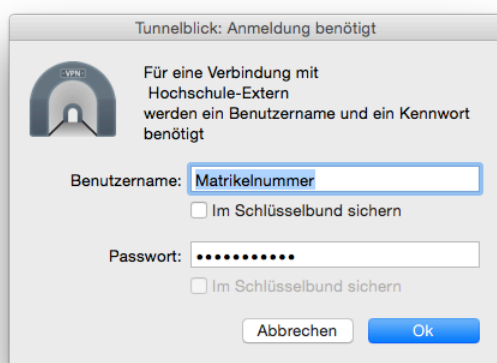 Tunnelblick: Anmeldung benötigt
VPN
Für eine Verbindung mit
Hochschule-Extern
werden ein Benutzername und ein Kennwort
benötigt
Benutzername: Matrikelnummer
Im Schlüsselbund sichern
Passwort: •••••••••••
Im Schlüsselbund sichern
Abbrechen Ok